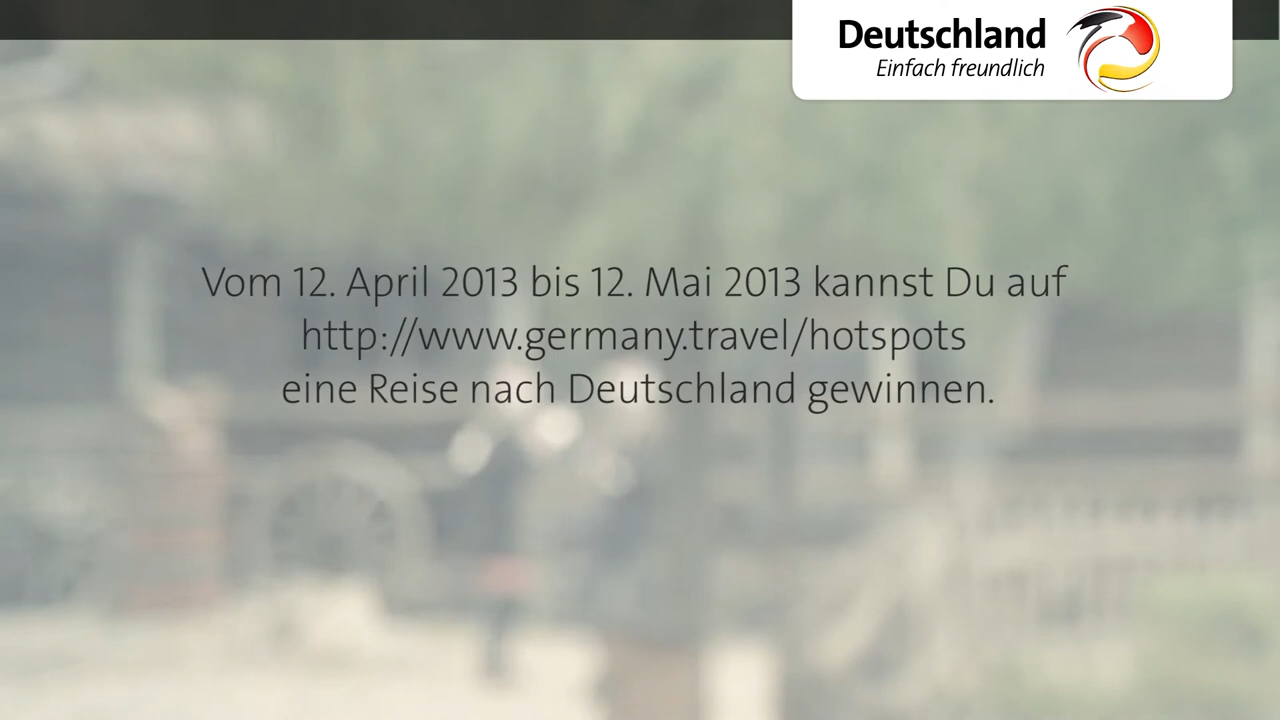 Deutschland
Einfach freundlich
Vom 12. April 2013 bis 12. Mai 2013 kannst Du auf
http://www.germany.travel/hotspots
eine Reise nach Deutschland gewinnen.